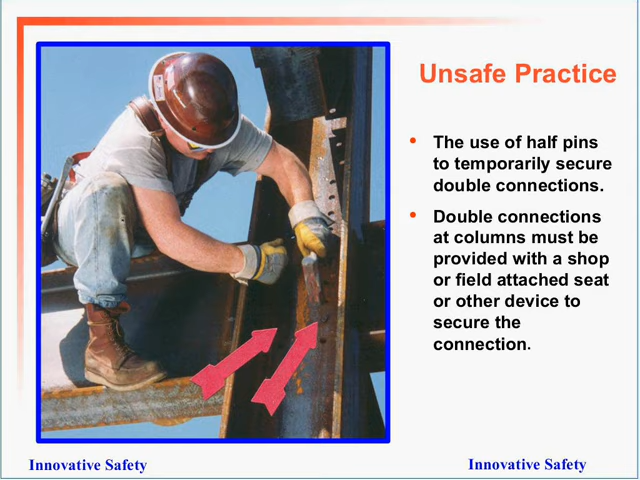 Unsafe Practice
• The use of half pins
to temporarily secure
double connections.
• Double connections
at columns must be
provided with a shop
or field attached seat
or other device to
secure the
connection.
Innovative Safety
Innovative Safety